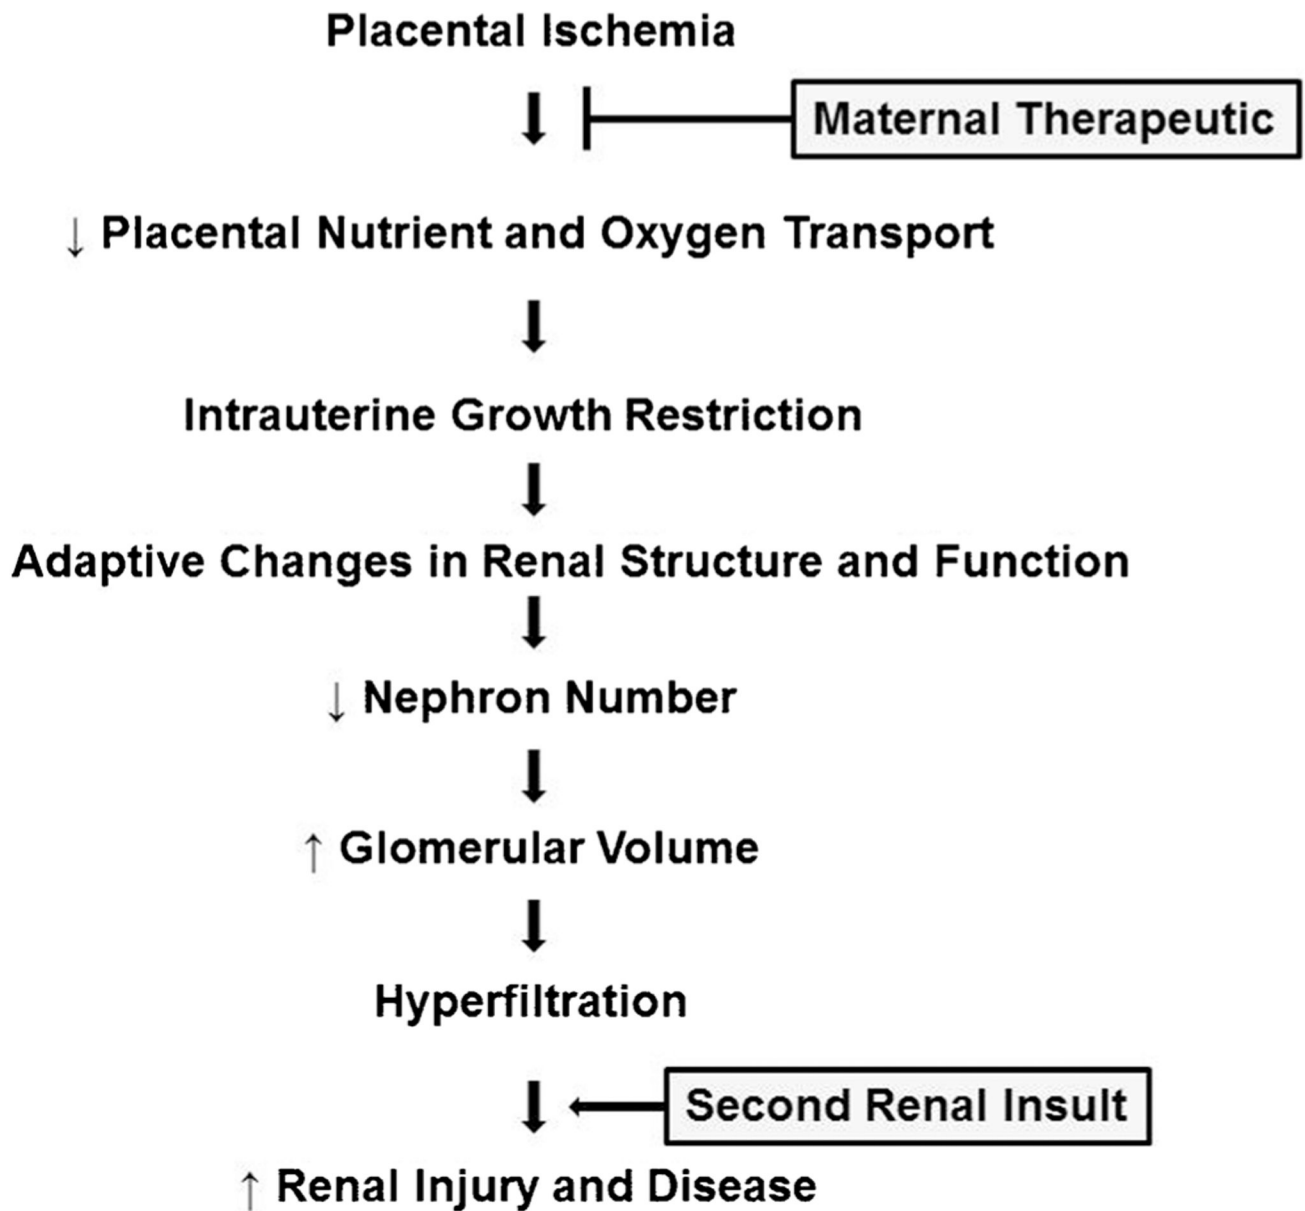 Placental Ischemia
Maternal Therapeutic
↓ Placental Nutrient and Oxygen Transport
Intrauterine Growth Restriction
Adaptive Changes in Renal Structure and Function
↓ Nephron Number
↑ Glomerular Volume
Hyperfiltration
Second Renal Insult
↑ Renal Injury and Disease